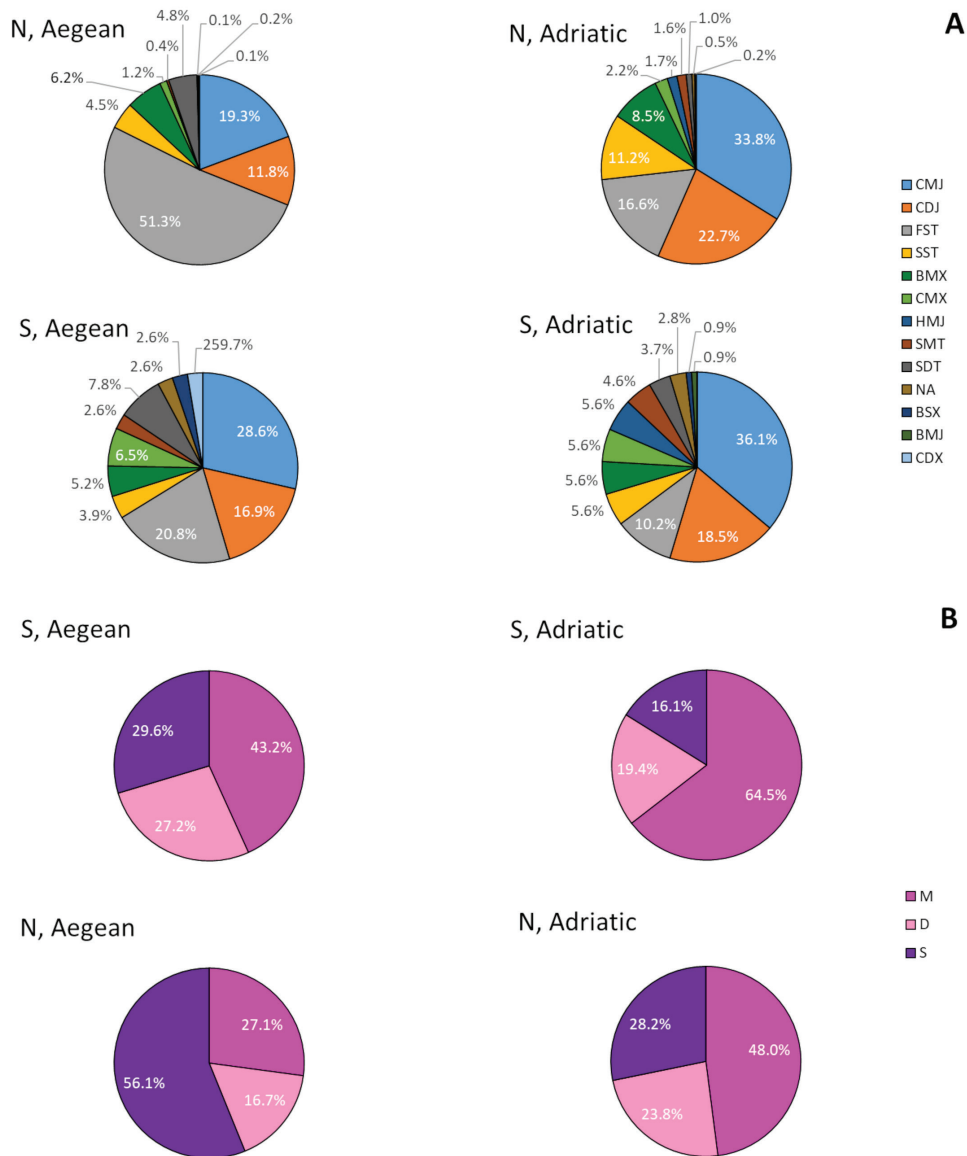 N, Aegean
N, Adriatic
A
4.8%
0.1%
0.2%
0.4%
0.1%
1.2%
6.2%
4.5%
19.3%
11.8%
51.3%
1.0%
1.6%
0.5%
1.7%
0.2%
2.2%
8.5%
33.8%
11.2%
16.6%
22.7%
CMJ
CDJ
FST
SST
BMX
CMX
HMJ
SMT
SDT
NA
BSX
BMJ
CDX
S, Aegean
S, Adriatic
2.6%
259.7%
2.6%
7.8%
2.6%
6.5%
28.6%
5.2%
3.9%
20.8%
16.9%
2.8%
0.9%
3.7%
0.9%
4.6%
5.6%
5.6%
36.1%
5.6%
5.6%
10.2%
18.5%
S, Aegean
S, Adriatic
B
29.6%
43.2%
27.2%
16.1%
19.4%
64.5%
M
D
S
N, Aegean
N, Adriatic
27.1%
56.1%
16.7%
28.2%
48.0%
23.8%